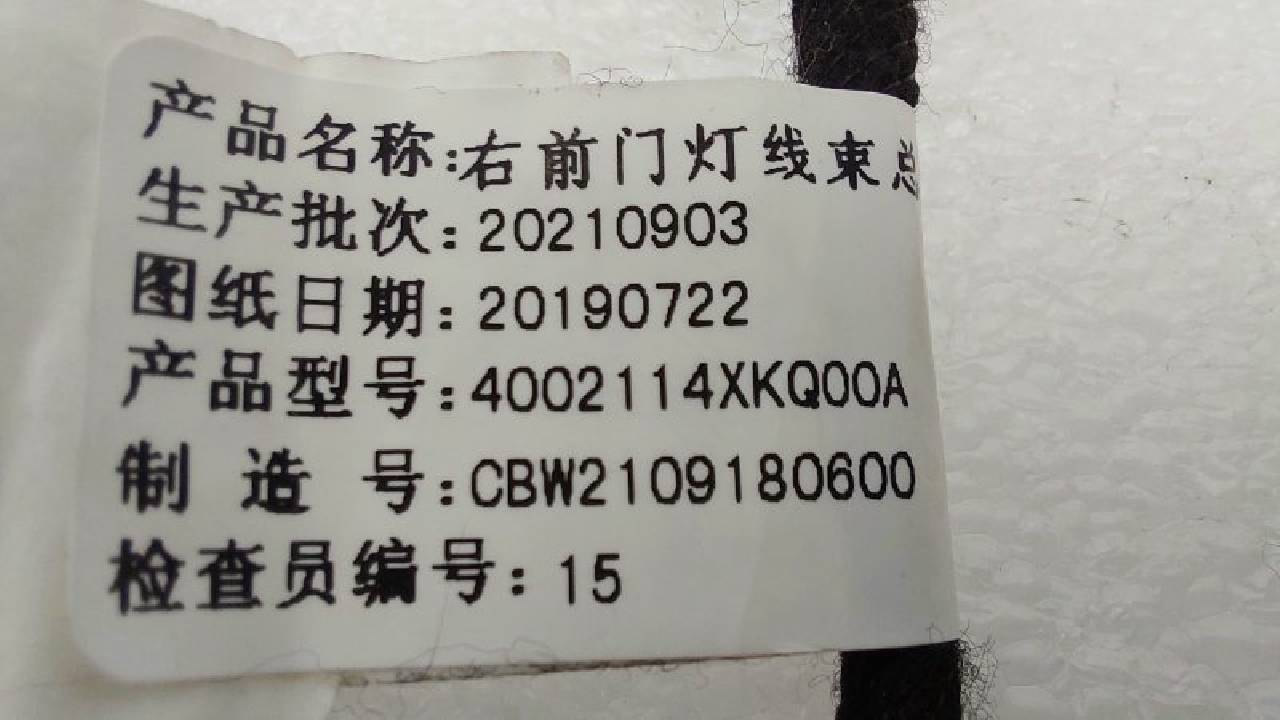 产品名称:右前门灯线束总
生产批次:20210903
图纸日期:20190722
产品型号:4002114XKQ00A
制造号:CBW2109180600
检查员编号:15